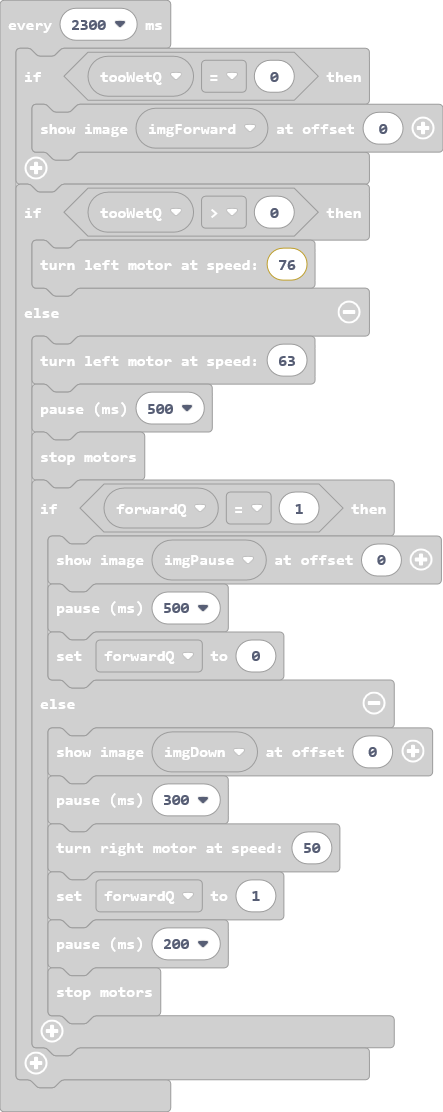 every 2300 ms
if tooWetQ = 0 then
show image imgForward at offset 0
if tooWetQ > 0 then
turn left motor at speed: 76
else
turn left motor at speed: 63
pause (ms) 500
stop motors
if forwardQ = 1 then
show image imgPause at offset 0
pause (ms) 500
set forwardQ to 0
else
show image imgDown at offset 0
pause (ms) 300
turn right motor at speed: 50
set forwardQ to 1
pause (ms) 200
stop motors